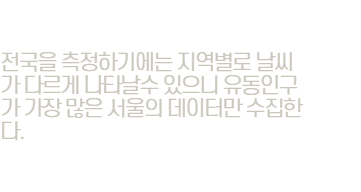 전국을 측정하기에는 지역별로 날씨
가 다르게 나타날수 있으니 유동인구
가 가장 많은 서울의 데이터만 수집한
다.